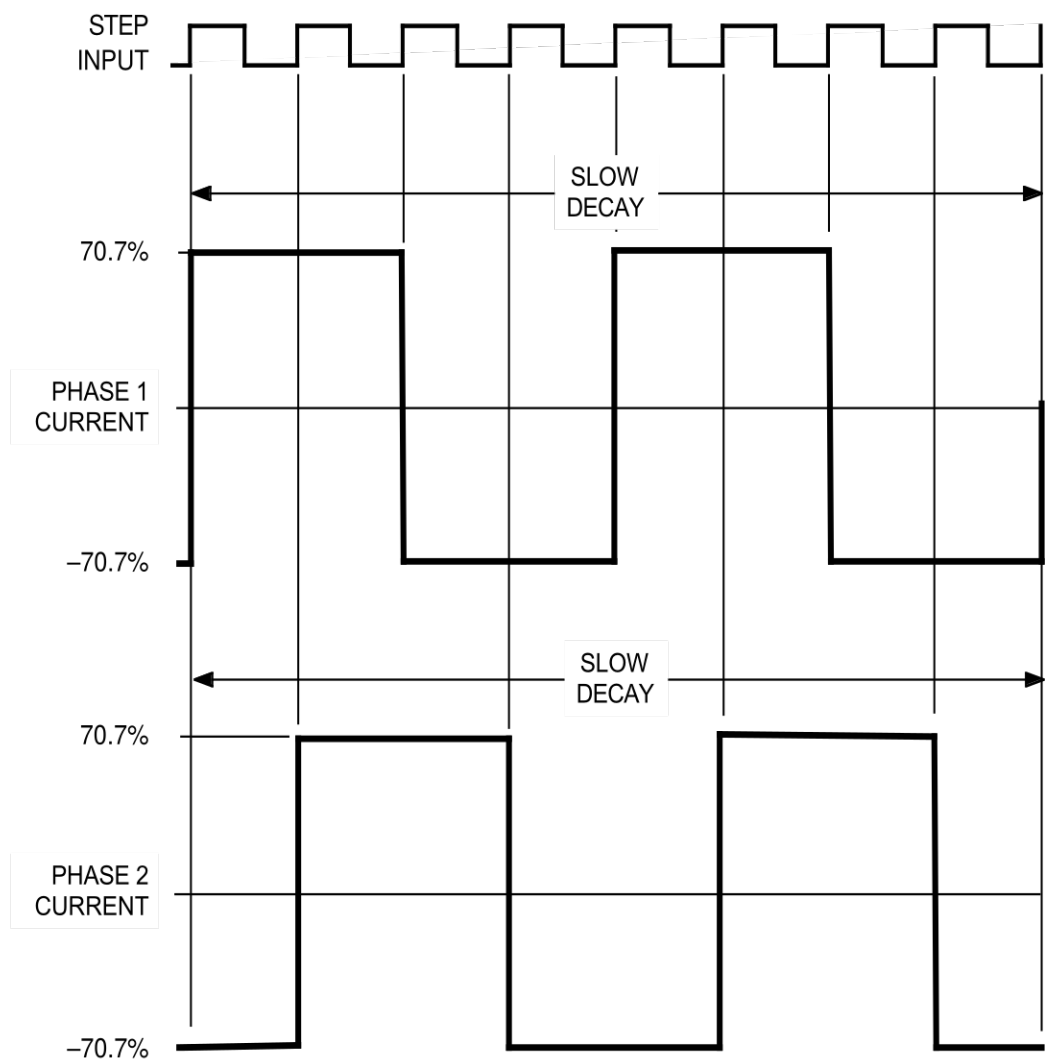 STEP
INPUT
SLOW
DECAY
70.7%
PHASE 1
CURRENT
–70.7%
SLOW
DECAY
70.7%
PHASE 2
CURRENT
–70.7%